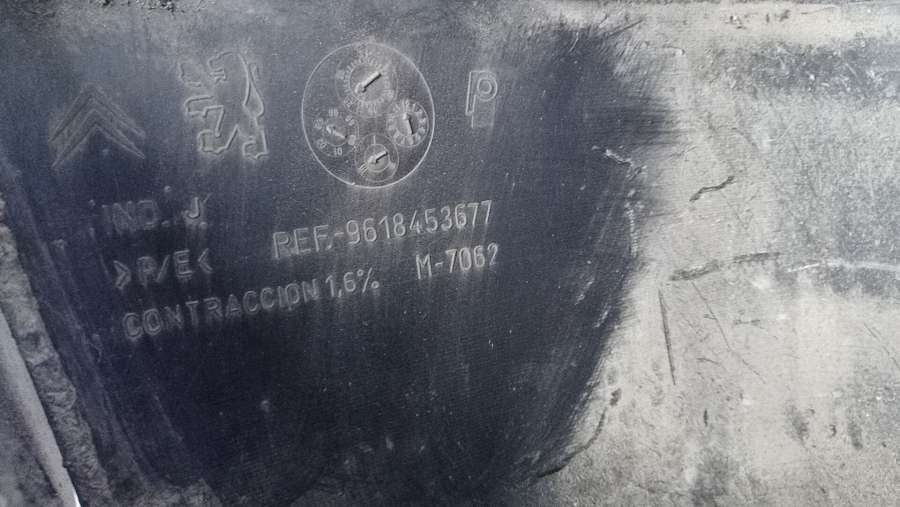 IND. J.
REF.-9618453677
>P/E<
M-7062
CONTRACCION 1,6%